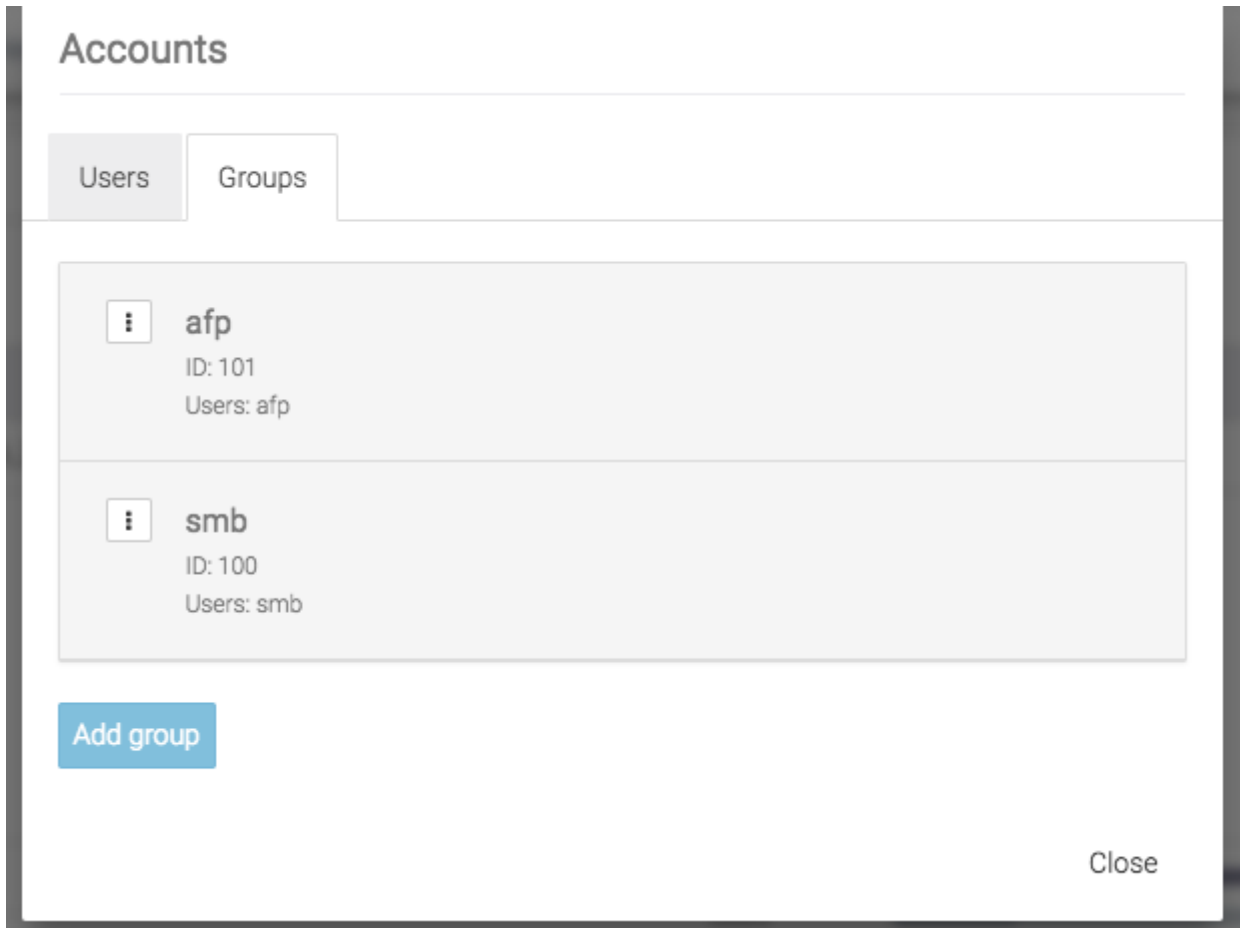 Accounts
Users
Groups
afp
ID: 101
Users: afp
smb
ID: 100
Users: smb
Add group
Close